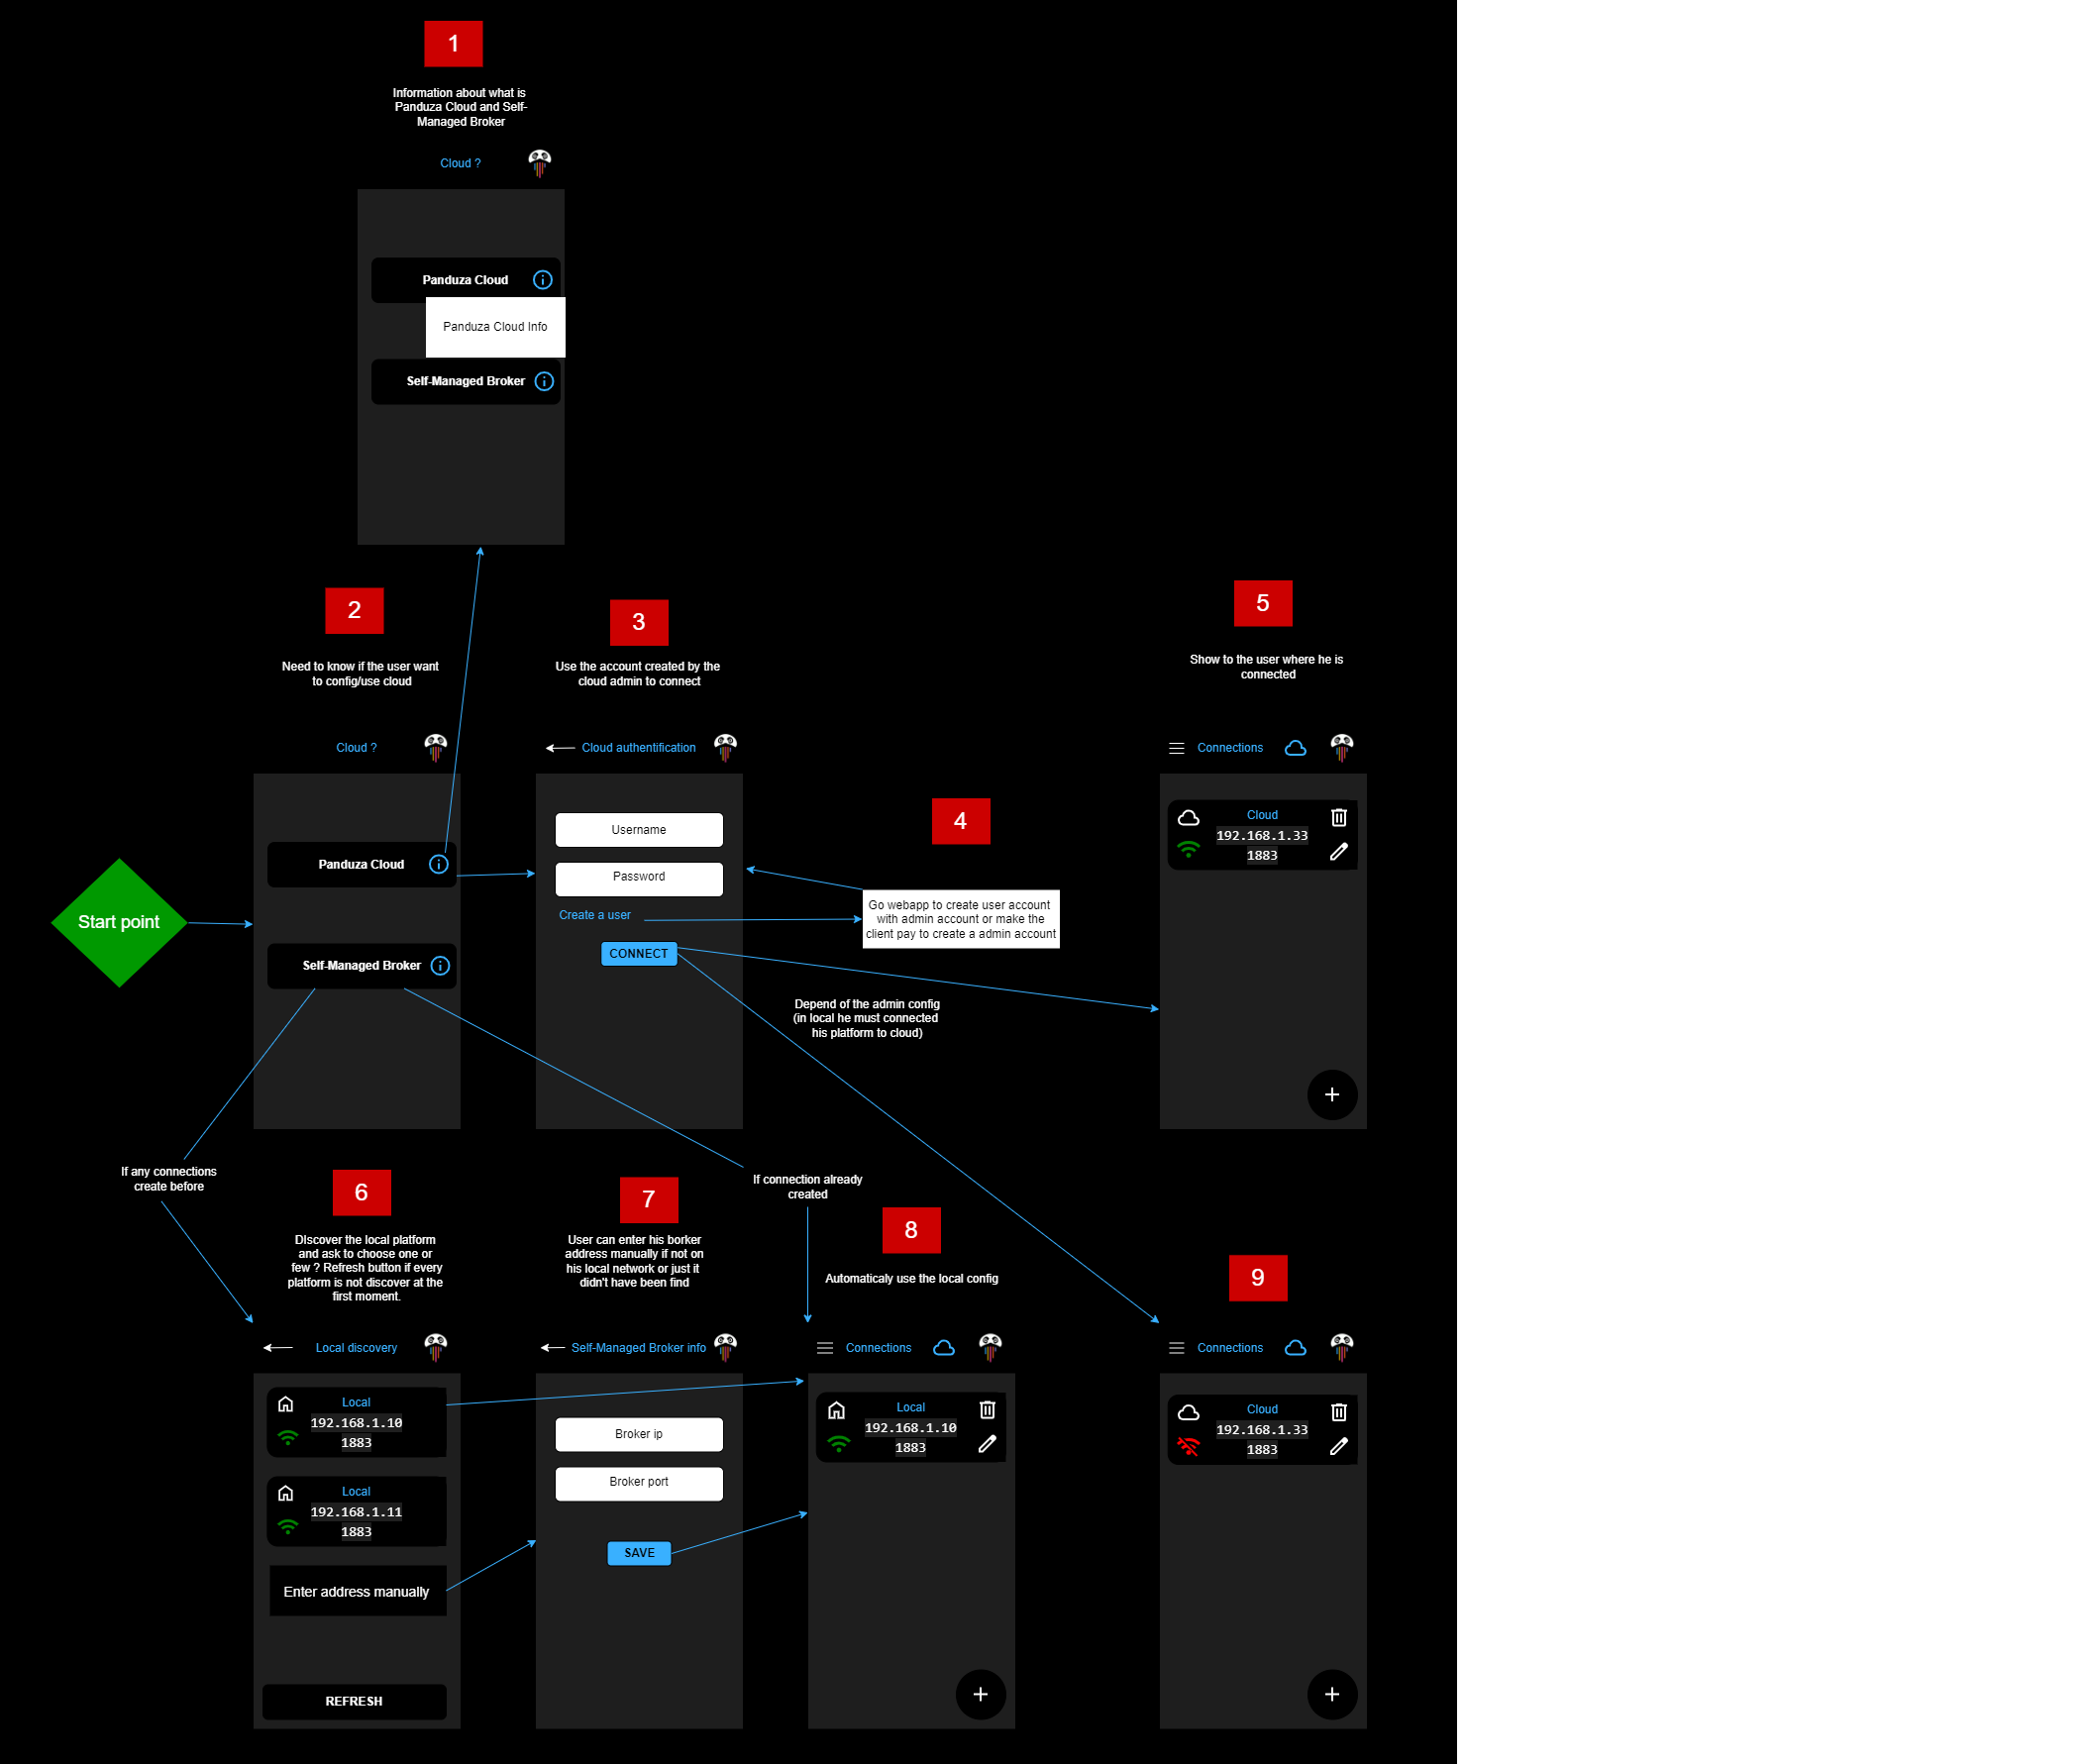 1
Information about what is
Panduza Cloud and Self-
Managed Broker
Cloud ?
Panduza Cloud
Panduza Cloud Info
Self-Managed Broker
2
Need to know if the user want
to config/use cloud
Cloud ?
Panduza Cloud
Self-Managed Broker
Start point
3
Use the account created by the
cloud admin to connect
Cloud authentification
Username
Password
Create a user
CONNECT
4
Go webapp to create user account
with admin account or make the
client pay to create a admin account
Depend of the admin config
(in local he must connected
his platform to cloud)
5
Show to the user where he is
connected
Connections
Cloud
192.168.1.33
1883
+
If any connections
create before
If connection already
created
6
DIscover the local platform
and ask to choose one or
few ? Refresh button if every
platform is not discover at the
first moment.
Local discovery
Local
192.168.1.10
1883
Local
192.168.1.11
1883
Enter address manually
REFRESH
7
User can enter his borker
address manually if not on
his local network or just it
didn't have been find
Self-Managed Broker info
Broker ip
Broker port
SAVE
8
Automaticaly use the local config
Connections
Local
192.168.1.10
1883
+
9
Connections
Cloud
192.168.1.33
1883
+